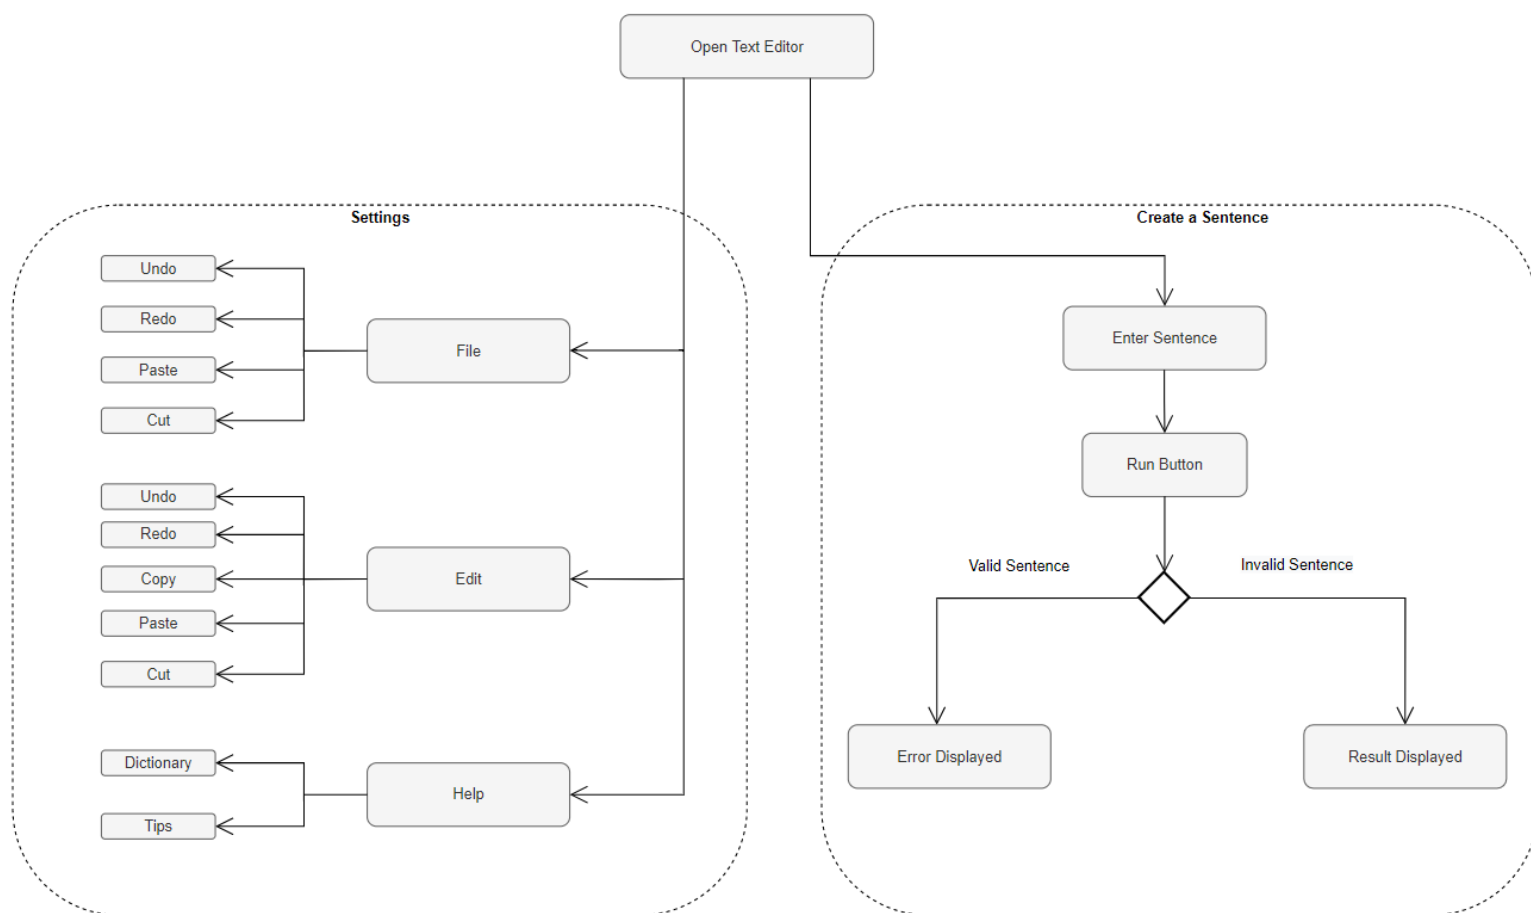 Open Text Editor
Settings
Undo
Redo
Paste
Cut
File
Undo
Redo
Copy
Paste
Cut
Edit
Dictionary
Tips
Help
Create a Sentence
Enter Sentence
Run Button
Valid Sentence
Invalid Sentence
Error Displayed
Result Displayed